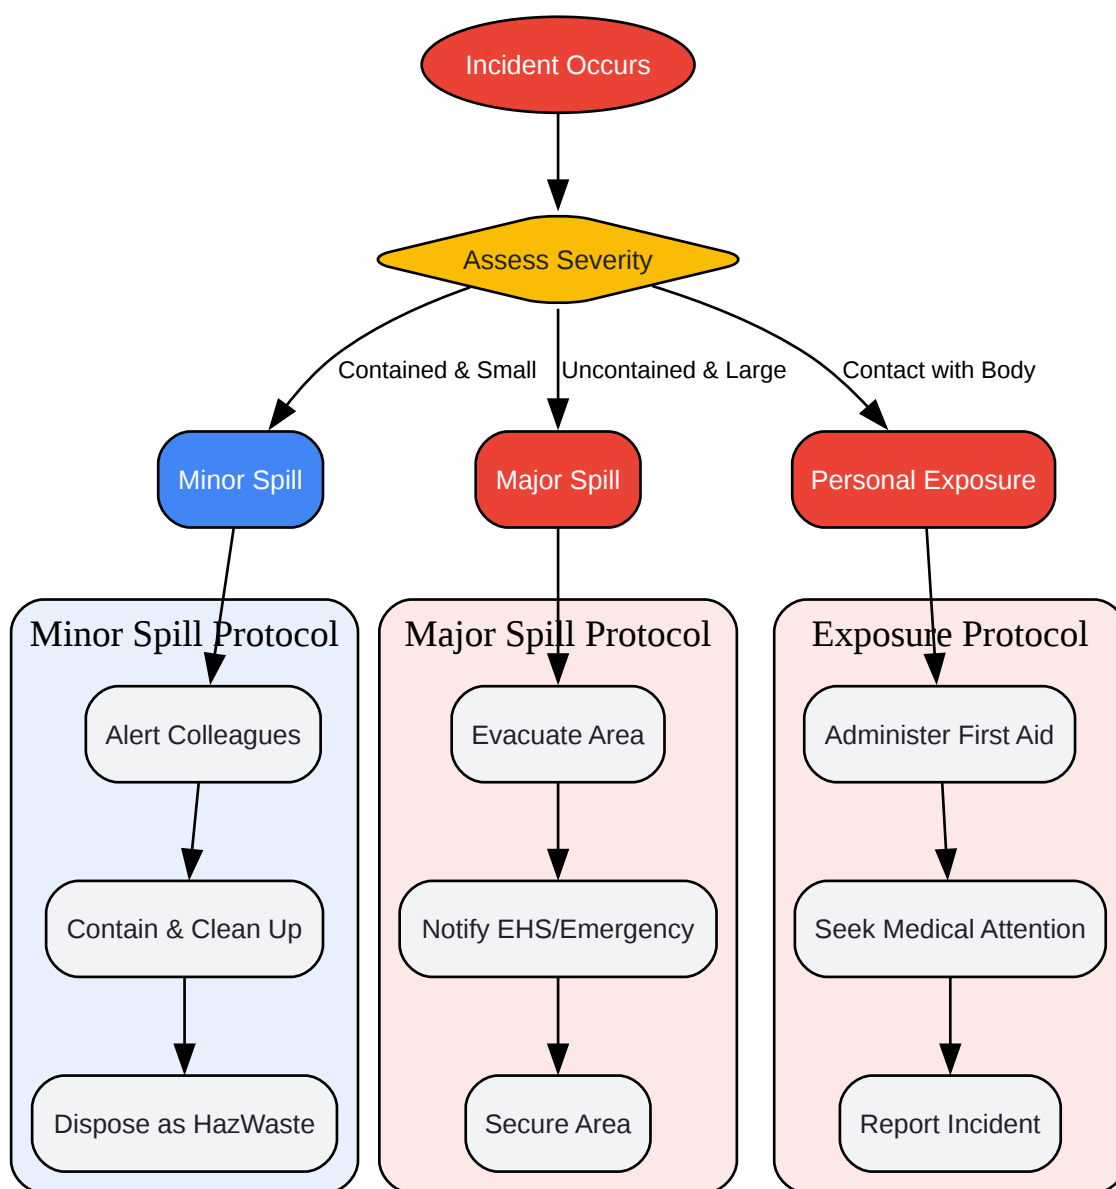 Incident Occurs
Assess Severity
Contained & Small
Uncontained & Large
Contact with Body
Minor Spill
Major Spill
Personal Exposure
Minor Spill Protocol
Major Spill Protocol
Exposure Protocol
Alert Colleagues
Evacuate Area
Administer First Aid
Contain & Clean Up
Notify EHS/Emergency
Seek Medical Attention
Dispose as HazWaste
Secure Area
Report Incident